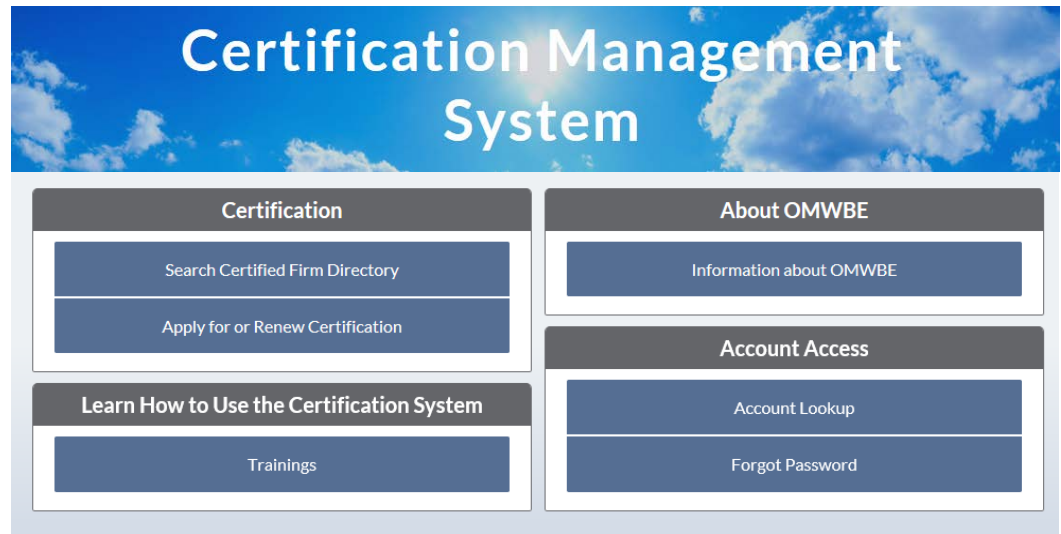 Certification Management
System
Certification
Search Certified Firm Directory
Apply for or Renew Certification
Learn How to Use the Certification System
Trainings
About OMWBE
Information about OMWBE
Account Access
Account Lookup
Forgot Password